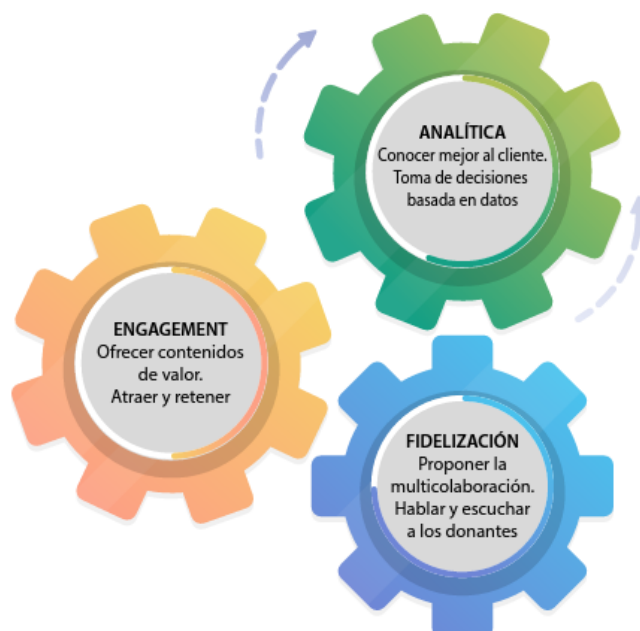 ANALÍTICA
Conocer mejor al cliente.
Toma de decisiones
basada en datos
ENGAGEMENT
Ofrecer contenidos
de valor.
Atraer y retener
FIDELIZACIÓN
Proponer la
multicolaboración.
Hablar y escuchar
a los donantes